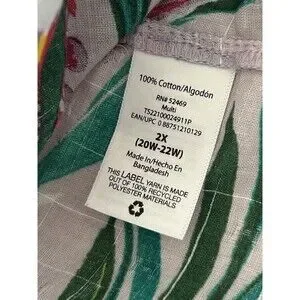 100% Cotton/Algodón
RN# 52469
Multi
TS22100024911P
EAN/UPC 0 88751210129
2X
(20W-22W)
Made In/Hecho En
Bangladesh
THIS LABEL YARN IS MADE
OUT OF 100% RECYCLED
POLYESTER MATERIALS